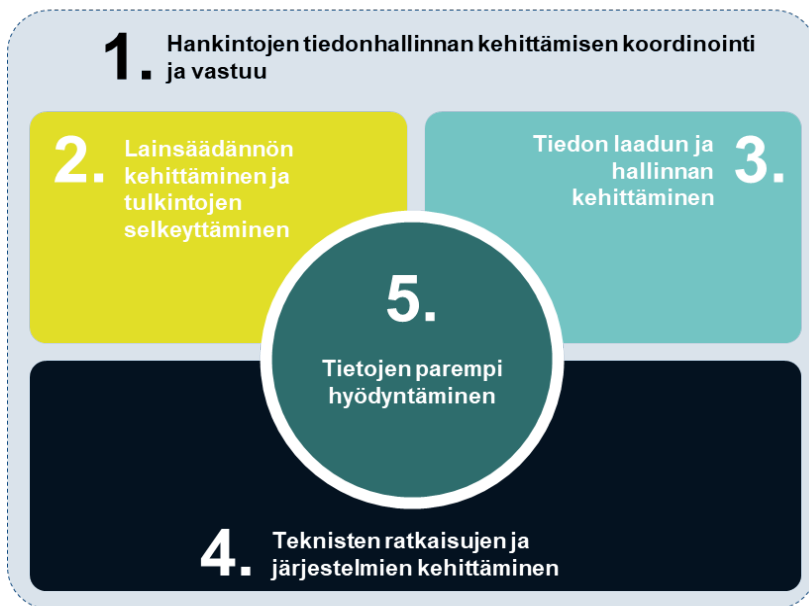 1. Hankintojen tiedonhallinnan kehittämisen koordinointi
ja vastuu
2. Lainsäädännön
kehittäminen ja
tulkintojen
selkeyttäminen
Tiedon laadun ja
hallinnan
kehittäminen
3.
5.
Tietojen parempi
hyödyntäminen
4. Teknisten ratkaisujen ja
järjestelmien kehittäminen